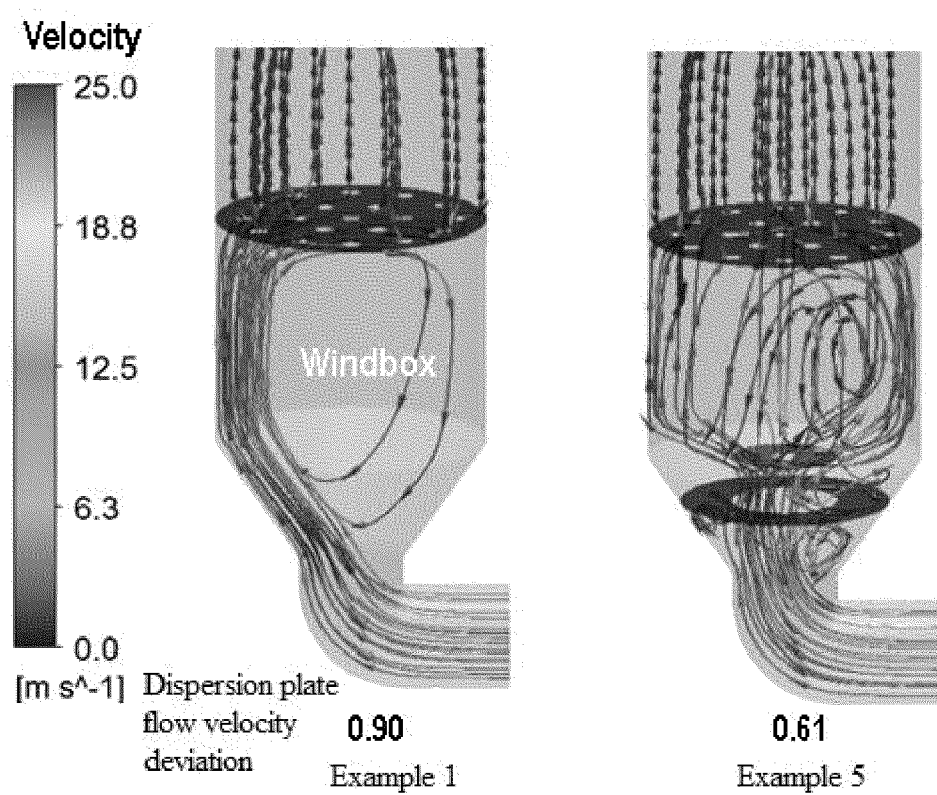 Velocity
25.0
18.8
12.5
6.3
0.0
[m s^-1]
Windbox
Dispersion plate
flow velocity
deviation
0.90
0.61
Example 1
Example 5